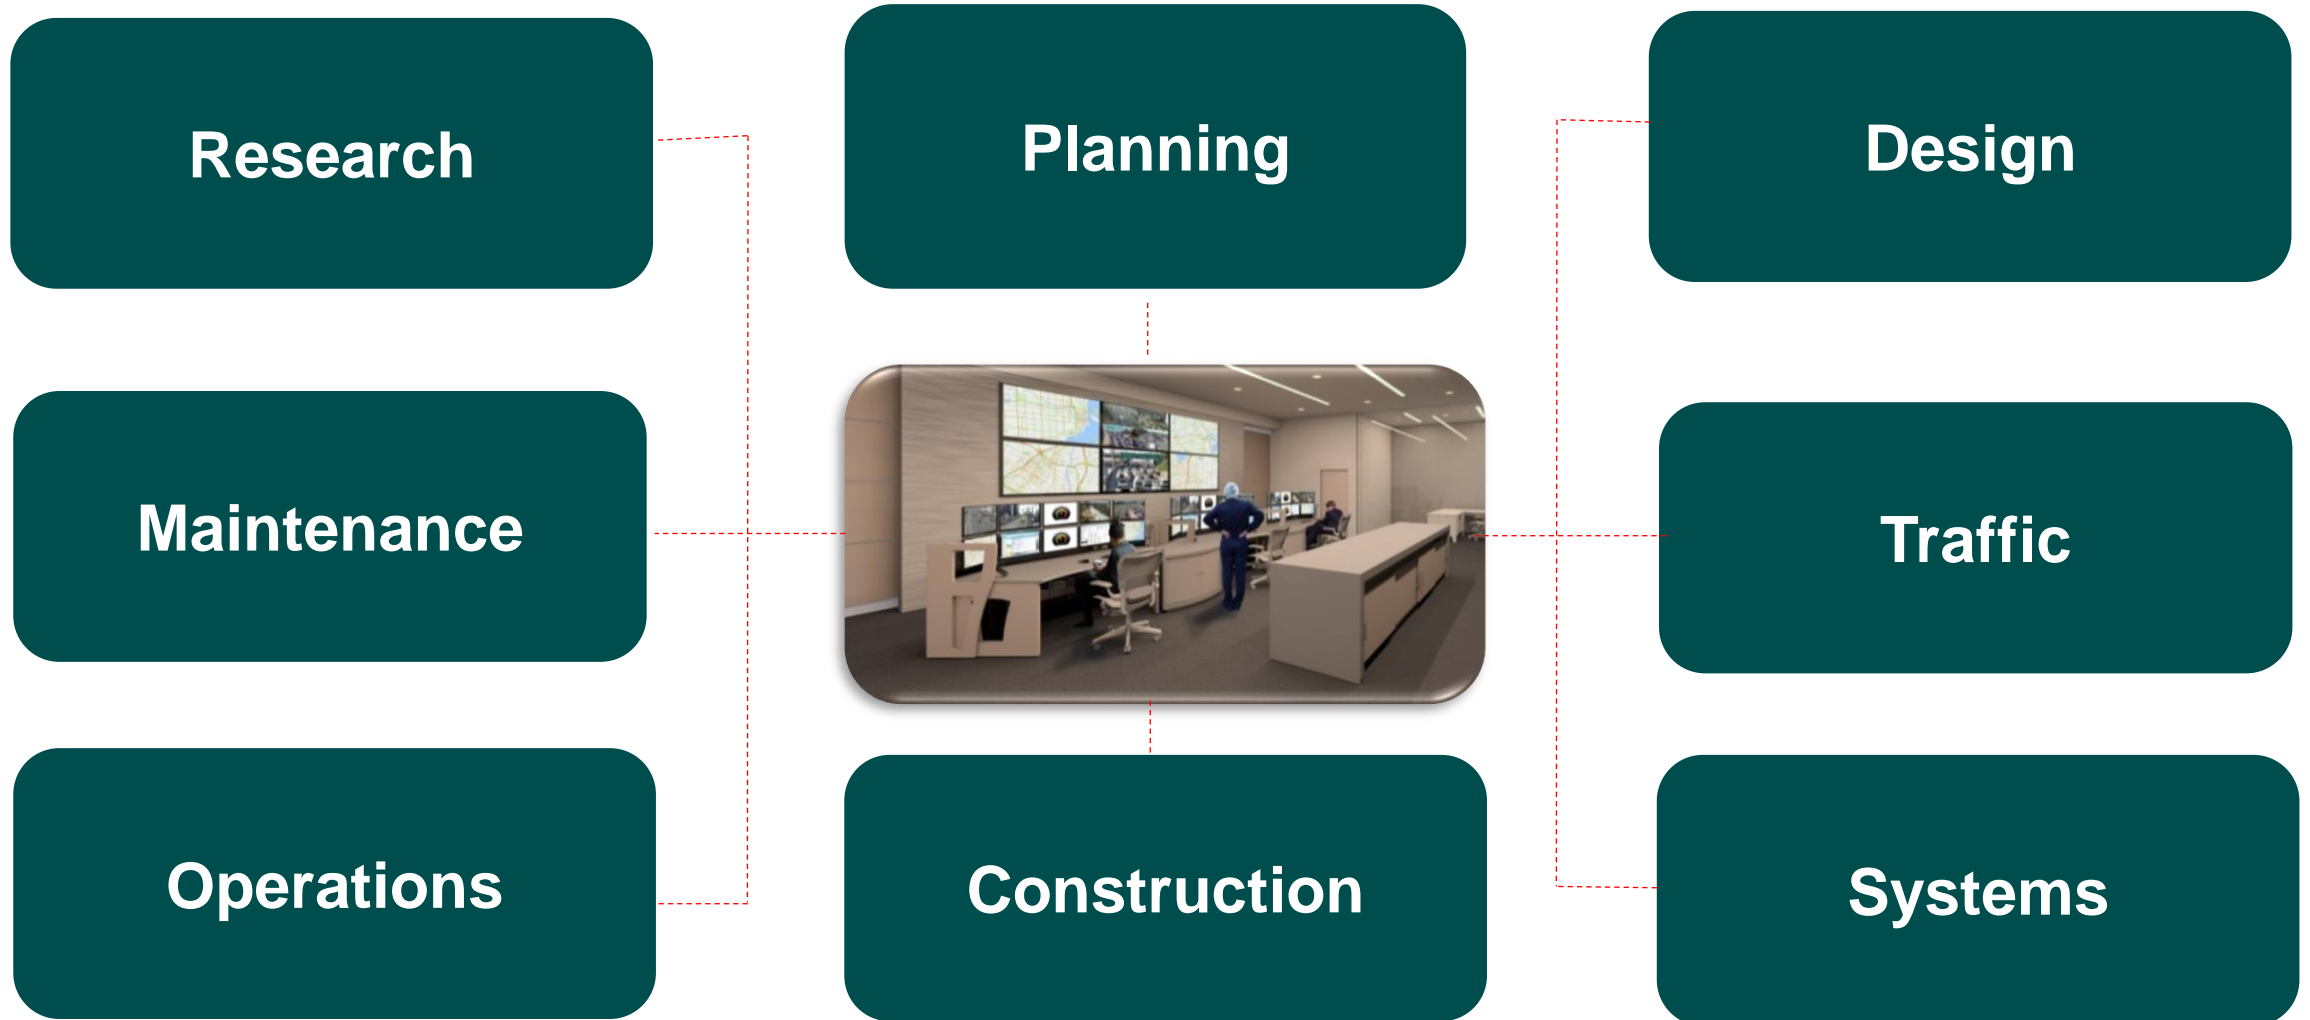 Research
Planning
Design
Maintenance
Traffic
Operations
Construction
Systems